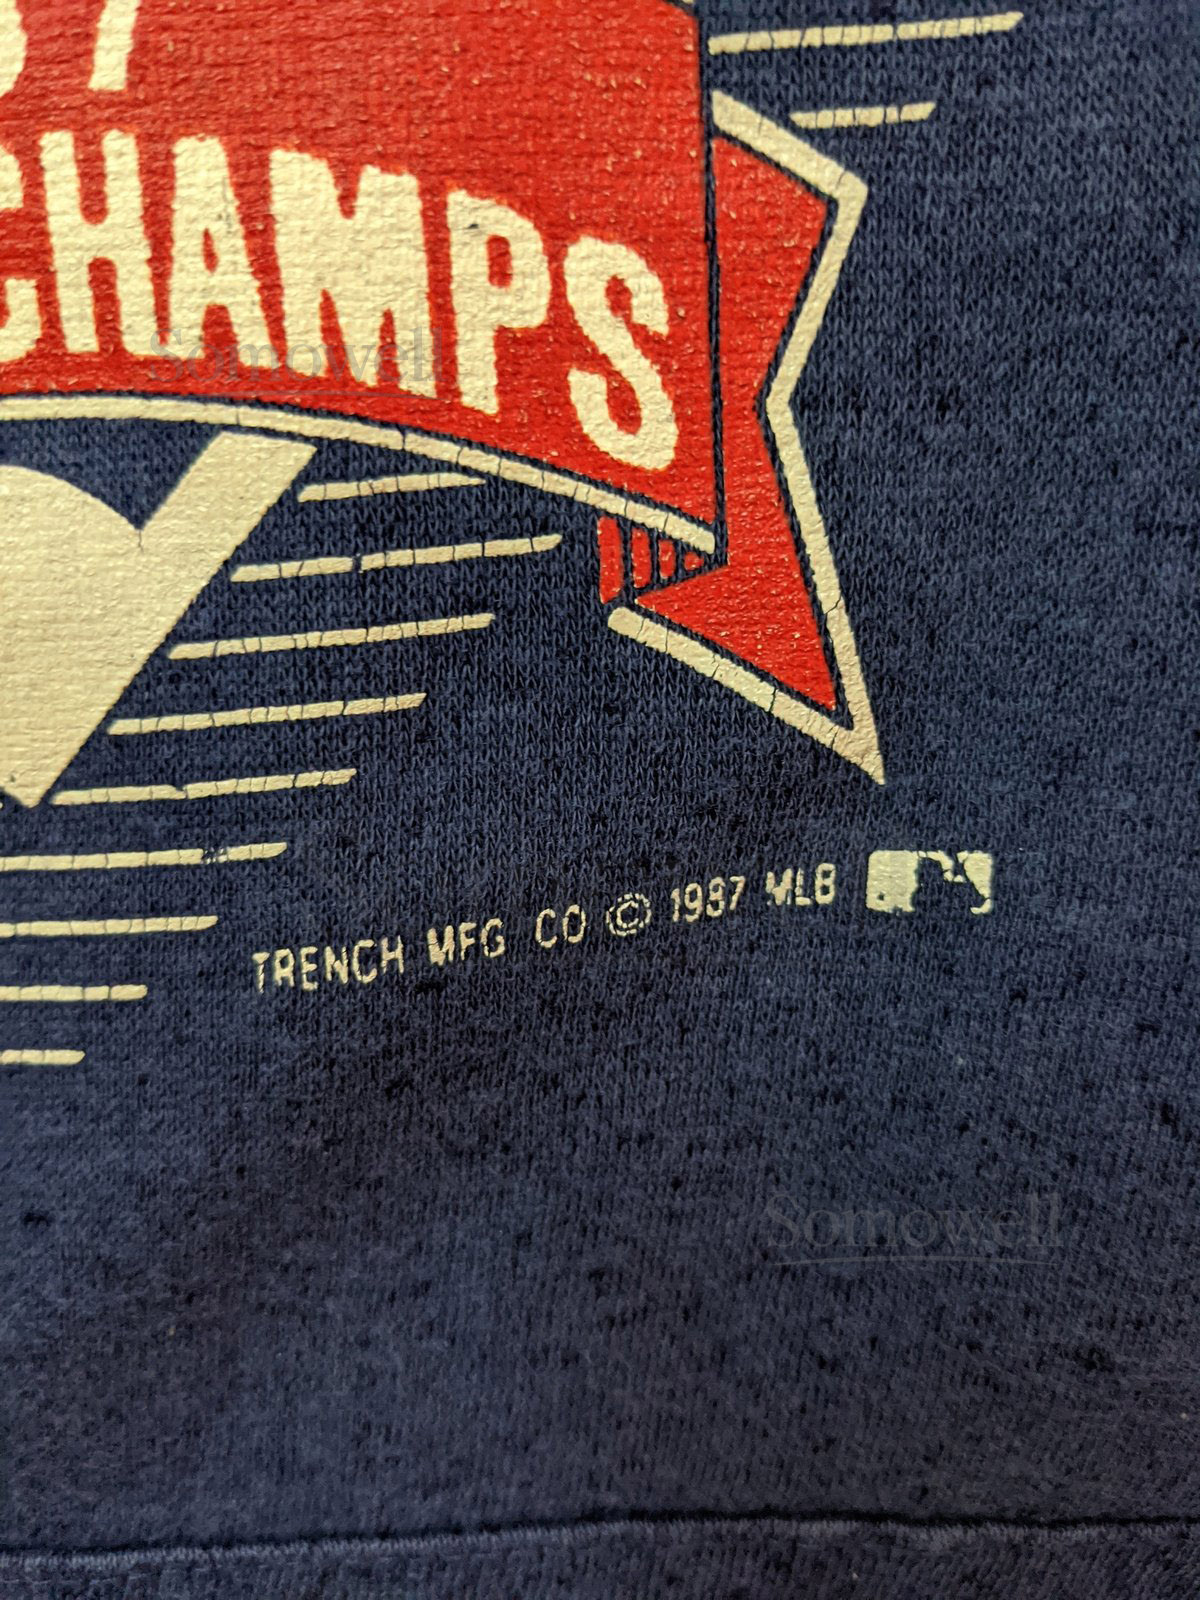 CHAMPS
TRENCH MFG CO © 1987 MLB
Somowell
Somowell